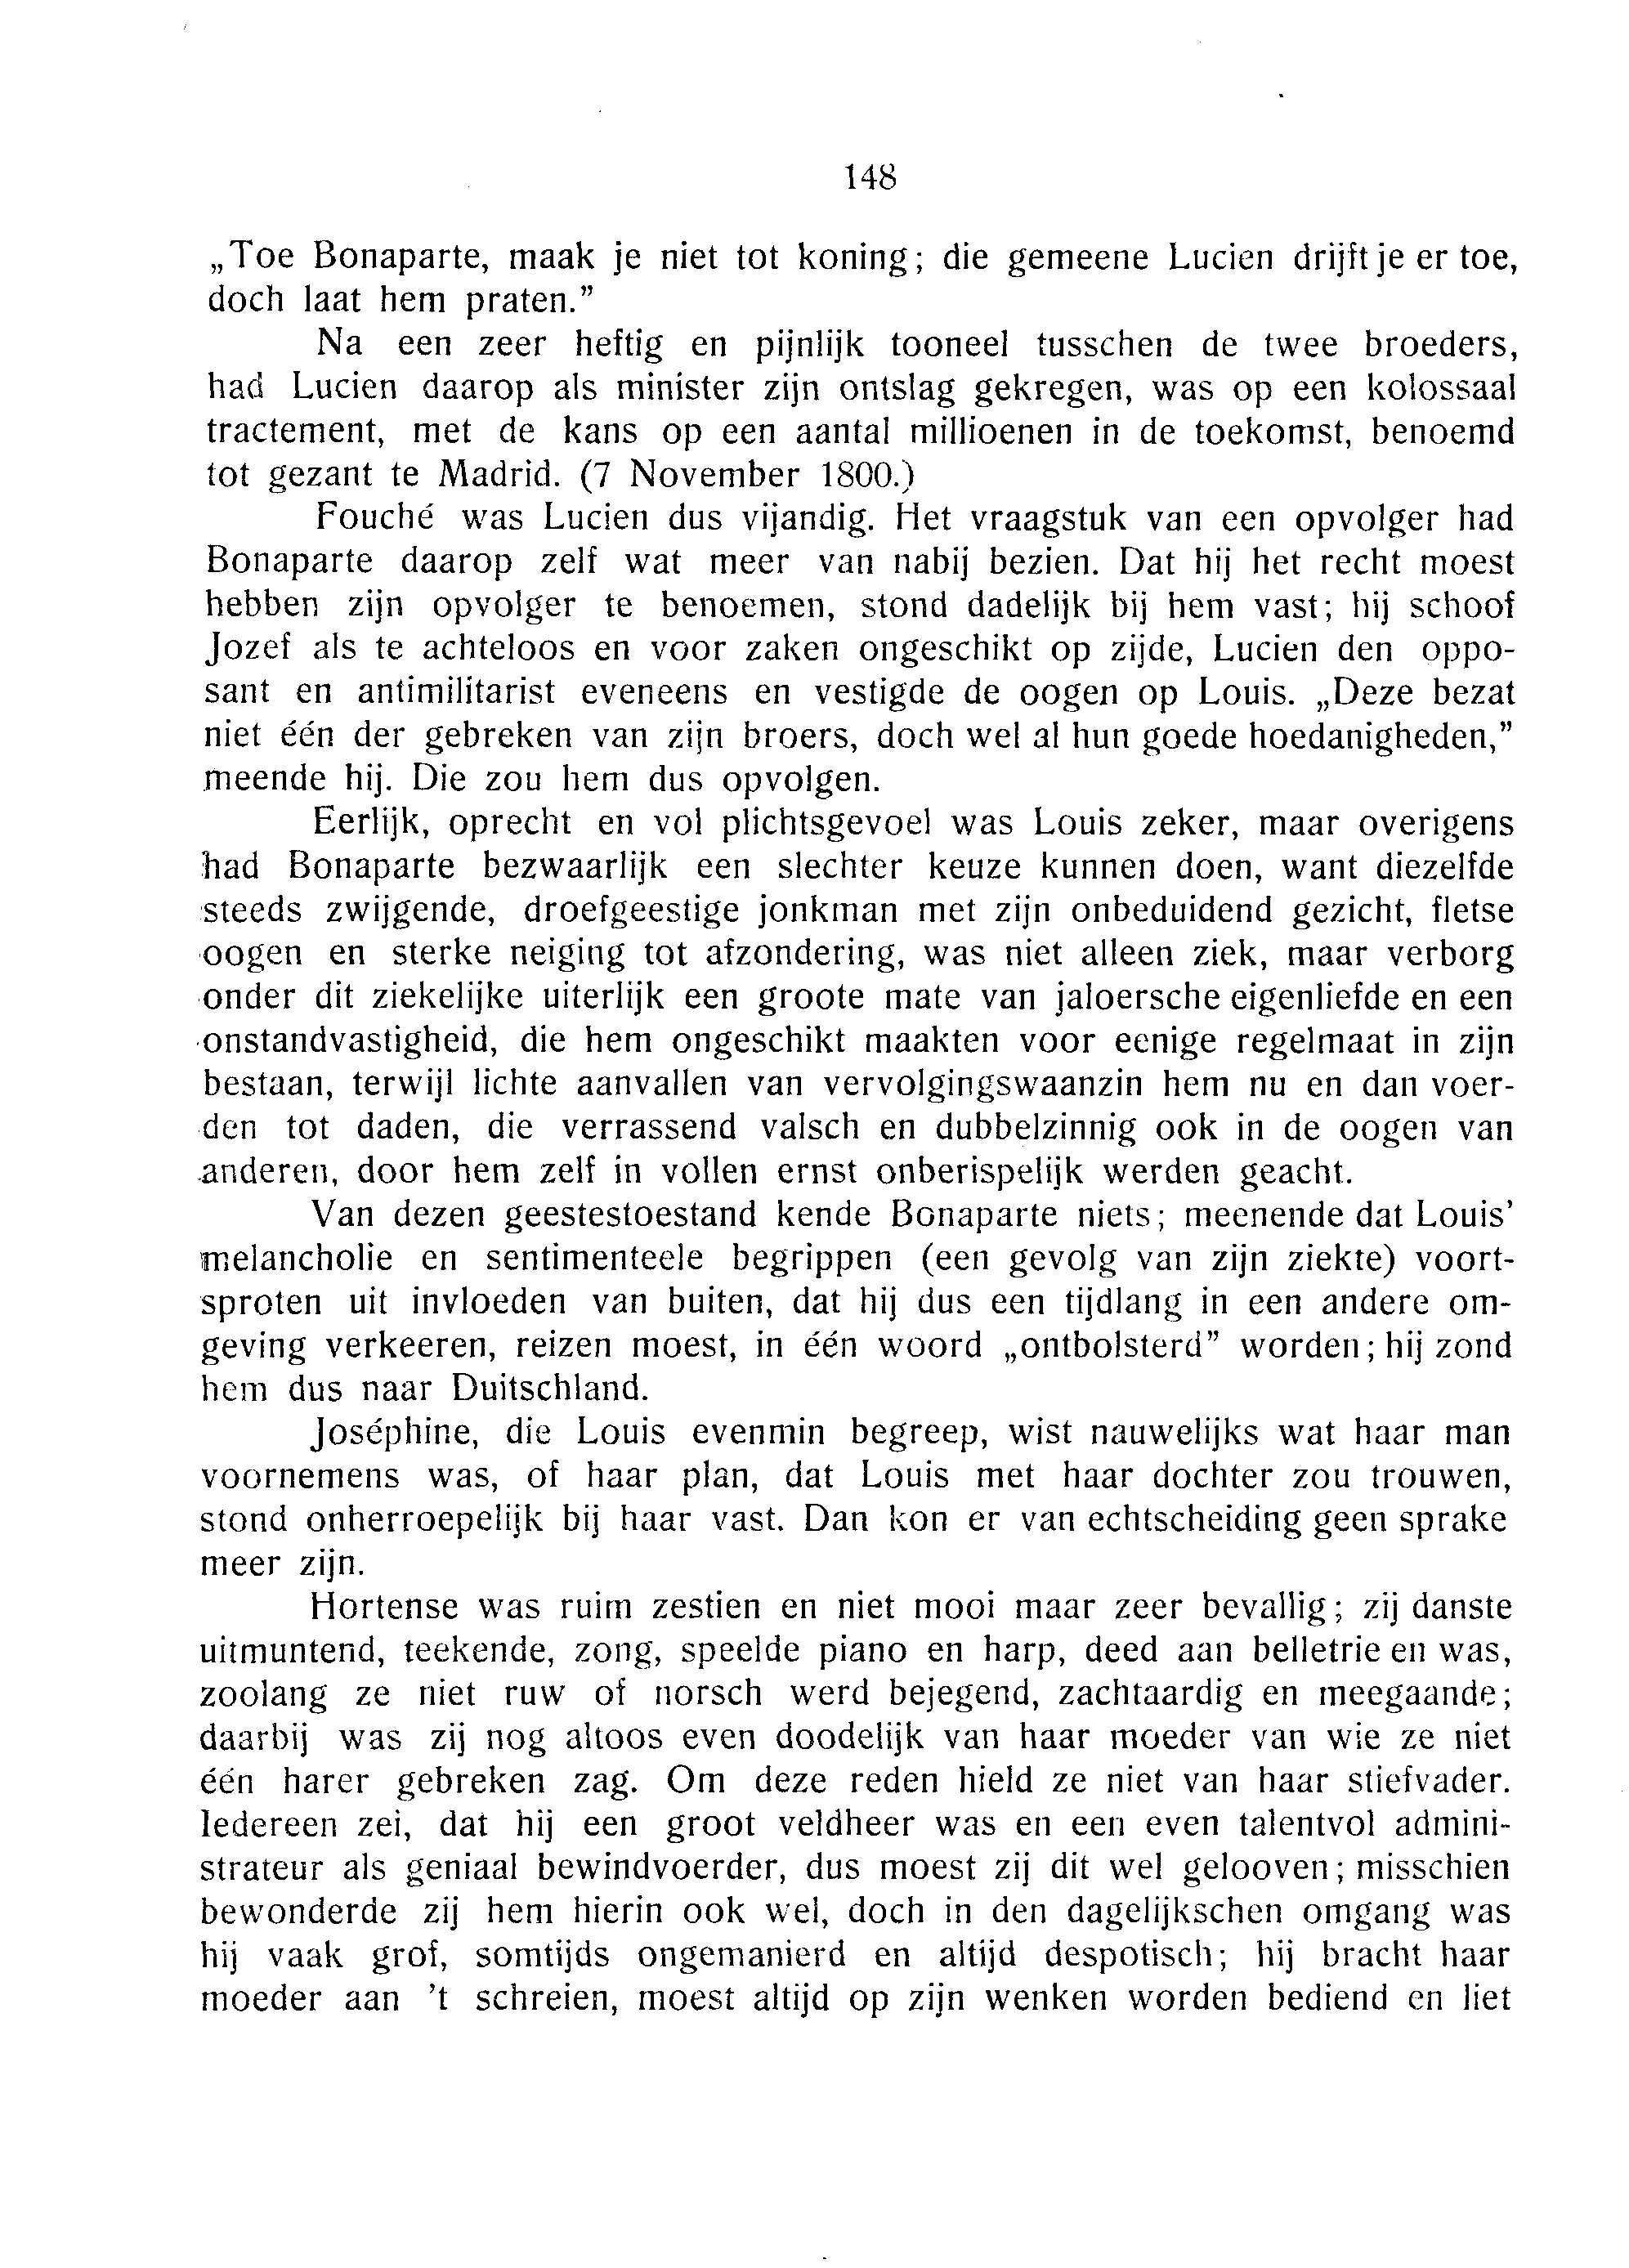 148
„Toe Bonaparte, maak je niet tot koning; die gemeene Lucien drijft je er toe,
doch laat hem praten.”
Na een zeer heftig en pijnlijk tooneel tusschen de twee broeders,
had Lucien daarop als minister zijn ontslag gekregen, was op een kolossaal
tractement, met de kans op een aantal millioenen in de toekomst, benoemd
tot gezant te Madrid. (7 November 1800.)
Fouché was Lucien dus vijandig. Het vraagstuk van een opvolger had
Bonaparte daarop zelf wat meer van nabij bezien. Dat hij het recht moest
hebben zijn opvolger te benoemen, stond dadelijk bij hem vast; hij schoof
Jozef als te achteloos en voor zaken ongeschikt op zijde, Lucien den oppo-
sant en antimilitarist eveneens en vestigde de oogen op Louis. „Deze bezat
niet één der gebreken van zijn broers, doch wel al hun goede hoedanigheden,”
meende hij. Die zou hem dus opvolgen.
Eerlijk, oprecht en vol plichtsgevoel was Louis zeker, maar overigens
had Bonaparte bezwaarlijk een slechter keuze kunnen doen, want diezelfde
steeds zwijgende, droefgeestige jonkman met zijn onbeduidend gezicht, fletse
oogen en sterke neiging tot afzondering, was niet alleen ziek, maar verborg
onder dit ziekelijke uiterlijk een groote mate van jaloersche eigenliefde en een
onstandvastigheid, die hem ongeschikt maakten voor eenige regelmaat in zijn
bestaan, terwijl lichte aanvallen van vervolgingswaanzin hem nu en dan voer-
den tot daden, die verrassend valsch en dubbelzinnig ook in de oogen van
anderen, door hem zelf in vollen ernst onberispelijk werden geacht.
Van dezen geestestoestand kende Bonaparte niets; meenende dat Louis’
melancholie en sentimenteele begrippen (een gevolg van zijn ziekte) voort-
sproten uit invloeden van buiten, dat hij dus een tijdlang in een andere om-
geving verkeeren, reizen moest, in één woord „ontbolsterd” worden; hij zond
hem dus naar Duitschland.
Joséphine, die Louis evenmin begreep, wist nauwelijks wat haar man
voornemens was, of haar plan, dat Louis met haar dochter zou trouwen,
stond onherroepelijk bij haar vast. Dan kon er van echtscheiding geen sprake
meer zijn.
Hortense was ruim zestien en niet mooi maar zeer bevallig; zij danste
uitmuntend, teekende, zong, speelde piano en harp, deed aan belletrie en was,
zoolang ze niet ruw of norsch werd bejegend, zachtaardig en meegaande;
daarbij was zij nog altoos even doodelijk van haar moeder van wie ze niet
één harer gebreken zag. Om deze reden hield ze niet van haar stiefvader.
Iedereen zei, dat hij een groot veldheer was en een even talentvol admini-
strateur als geniaal bewindvoerder, dus moest zij dit wel gelooven; misschien
bewonderde zij hem hierin ook wel, doch in den dagelijkschen omgang was
hij vaak grof, somtijds ongemanierd en altijd despotisch; hij bracht haar
moeder aan ’t schreien, moest altijd op zijn wenken worden bediend en liet